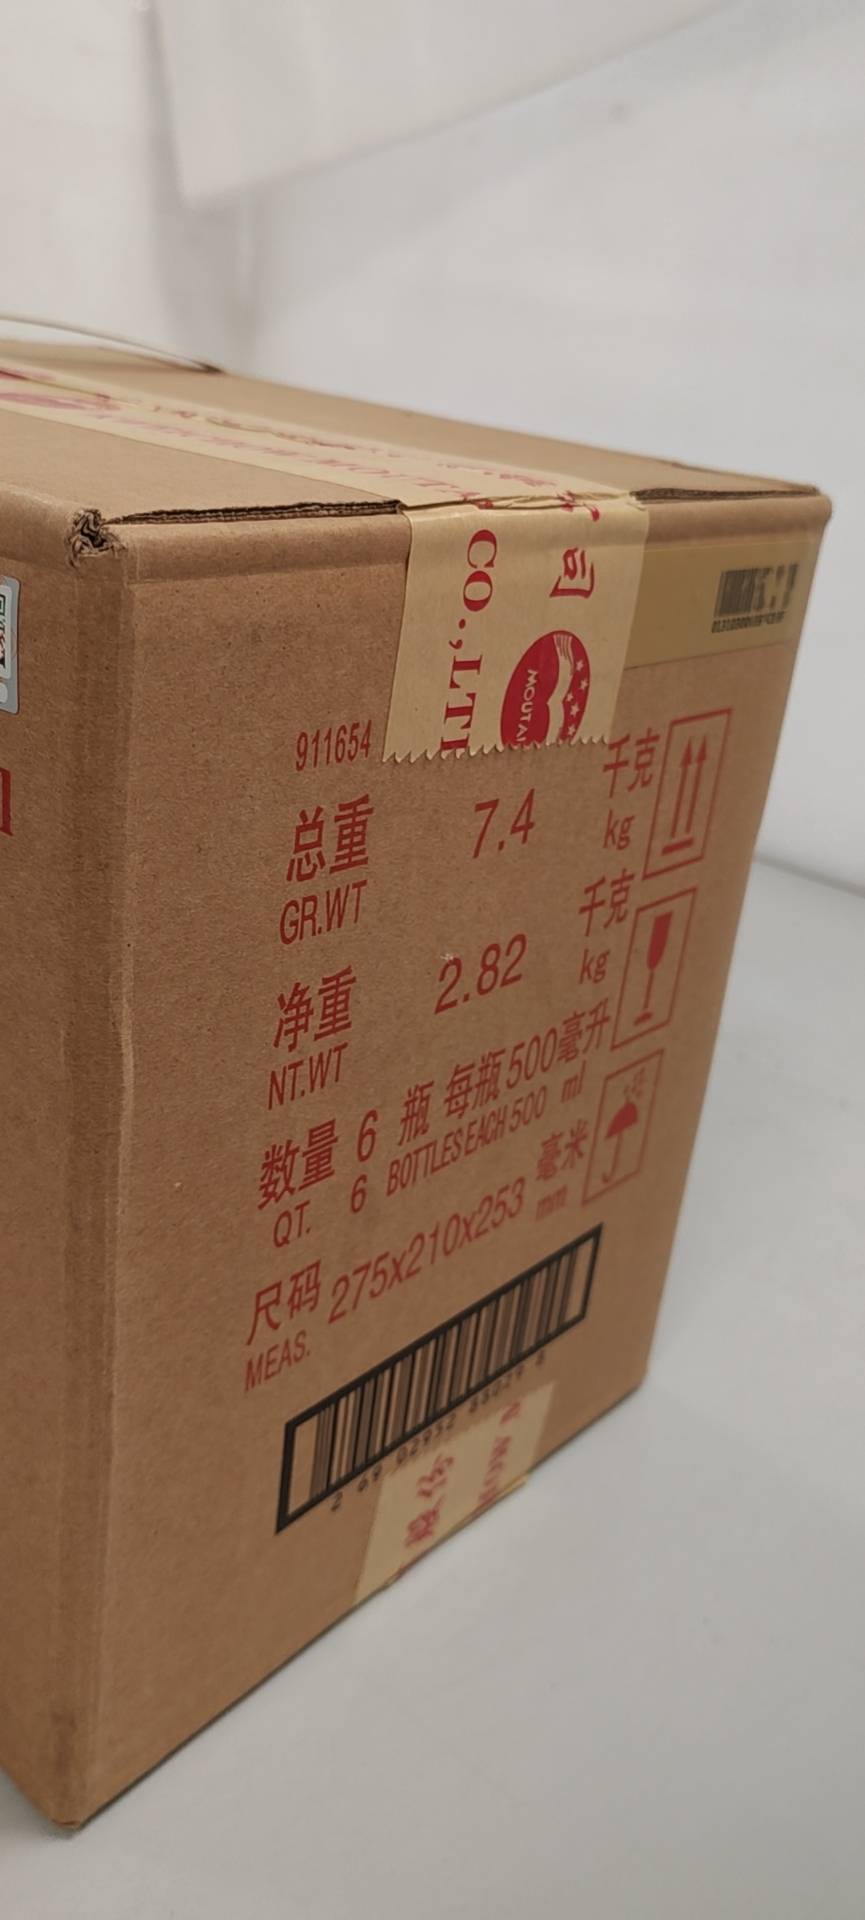 司
CO.,LT
MOUTAI
911654
总重 7.4 千克
GR.WT kg
净重 2.82 千克
NT.WT kg
数量 6 瓶 每瓶 500 毫升
QT. 6 BOTTLES EACH 500 ml
尺码 275x210x253 毫米
MEAS. mm